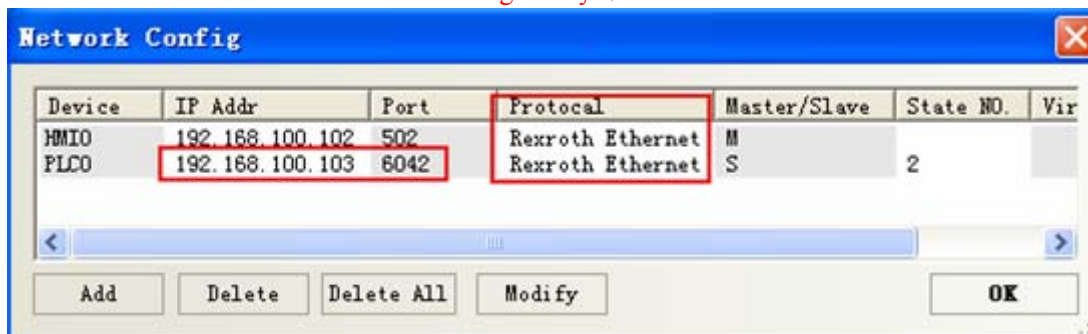 Network Config
Device IP Addr Port Protocal Master/Slave State NO. Vir
HMI0 192.168.100.102 502 Rexroth Ethernet M
PLC0 192.168.100.103 6042 Rexroth Ethernet S 2
Add Delete Delete All Modify OK